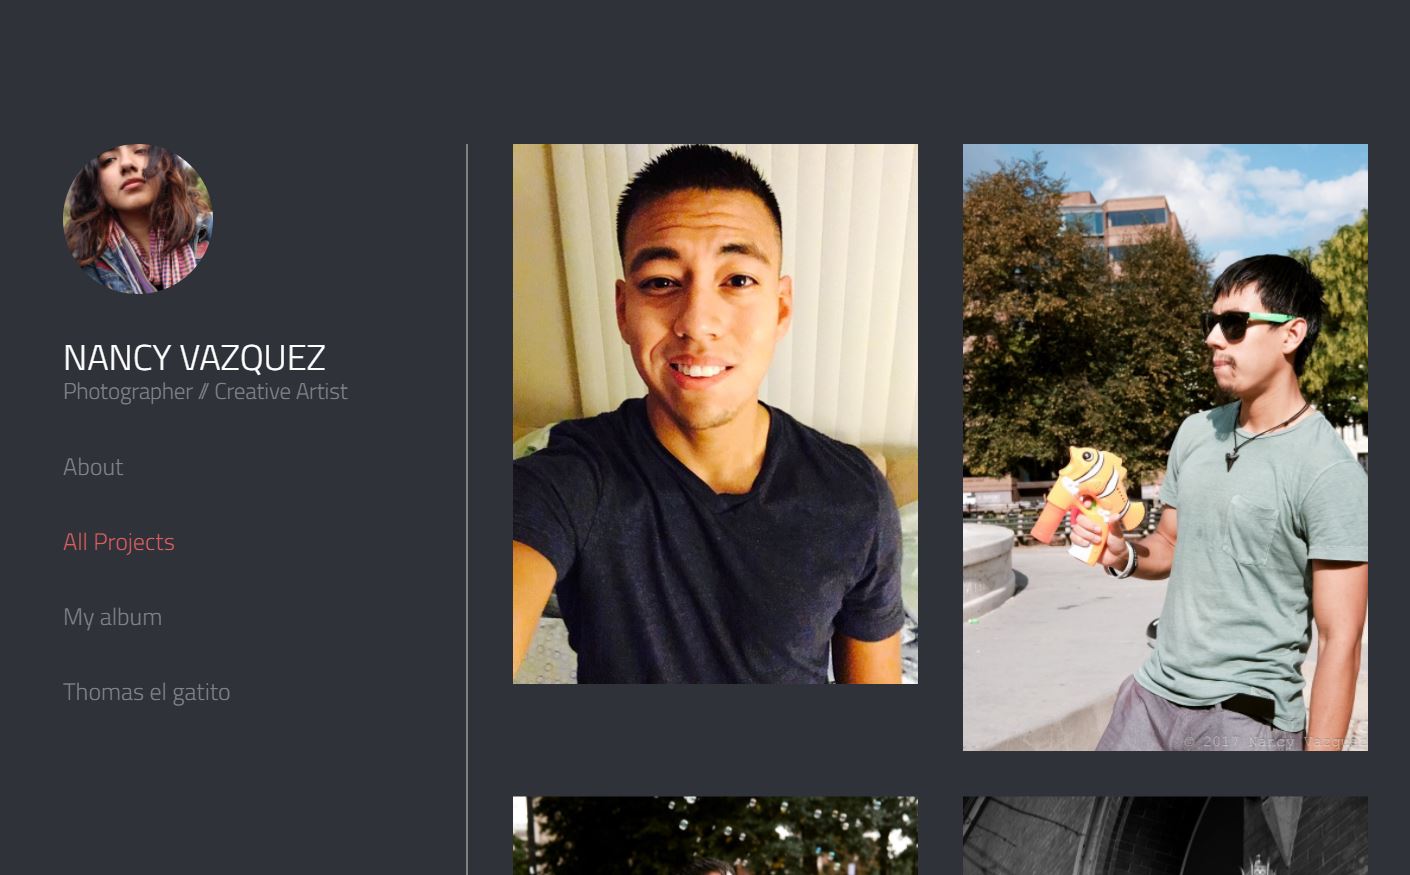 NANCY VAZQUEZ
Photographer // Creative Artist
About
All Projects
My album
Thomas el gatito
© 2017 Nancy Vazquez